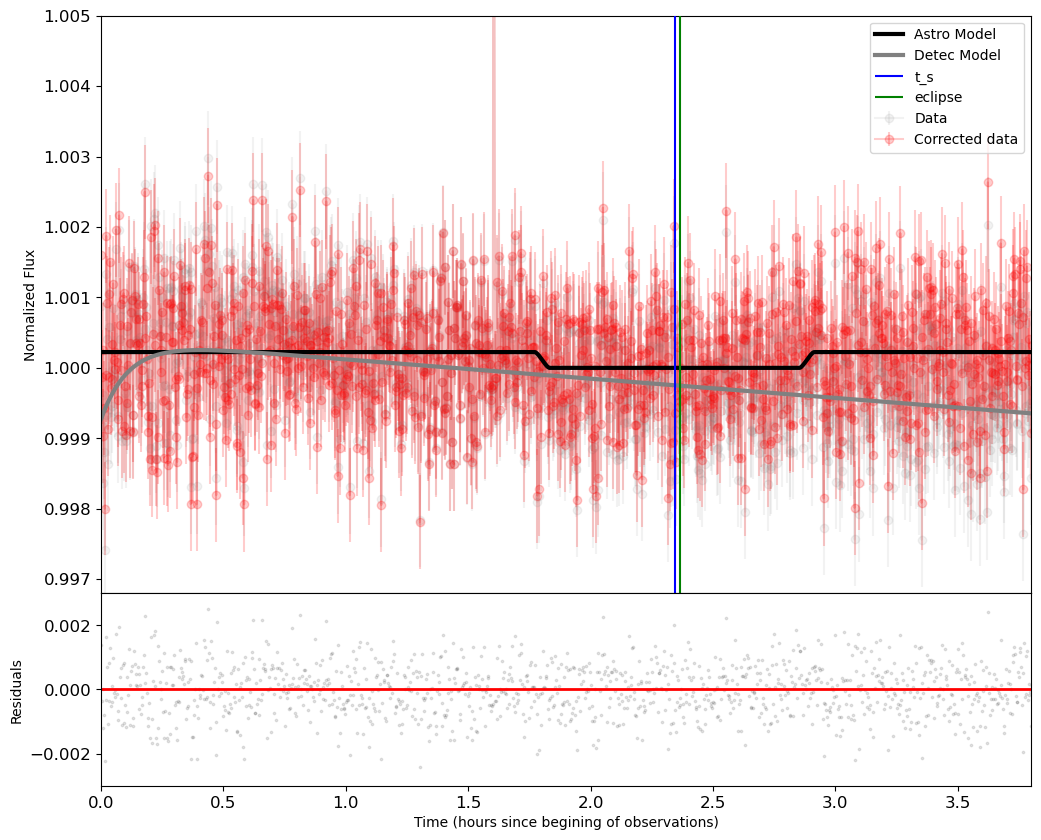 1.005
1.004
1.003
1.002
1.001
1.000
0.999
0.998
0.997
Normalized Flux
Astro Model
Detec Model
t_s
eclipse
Data
Corrected data
0.002
0.000
−0.002
Residuals
0.0 0.5 1.0 1.5 2.0 2.5 3.0 3.5
Time (hours since begining of observations)